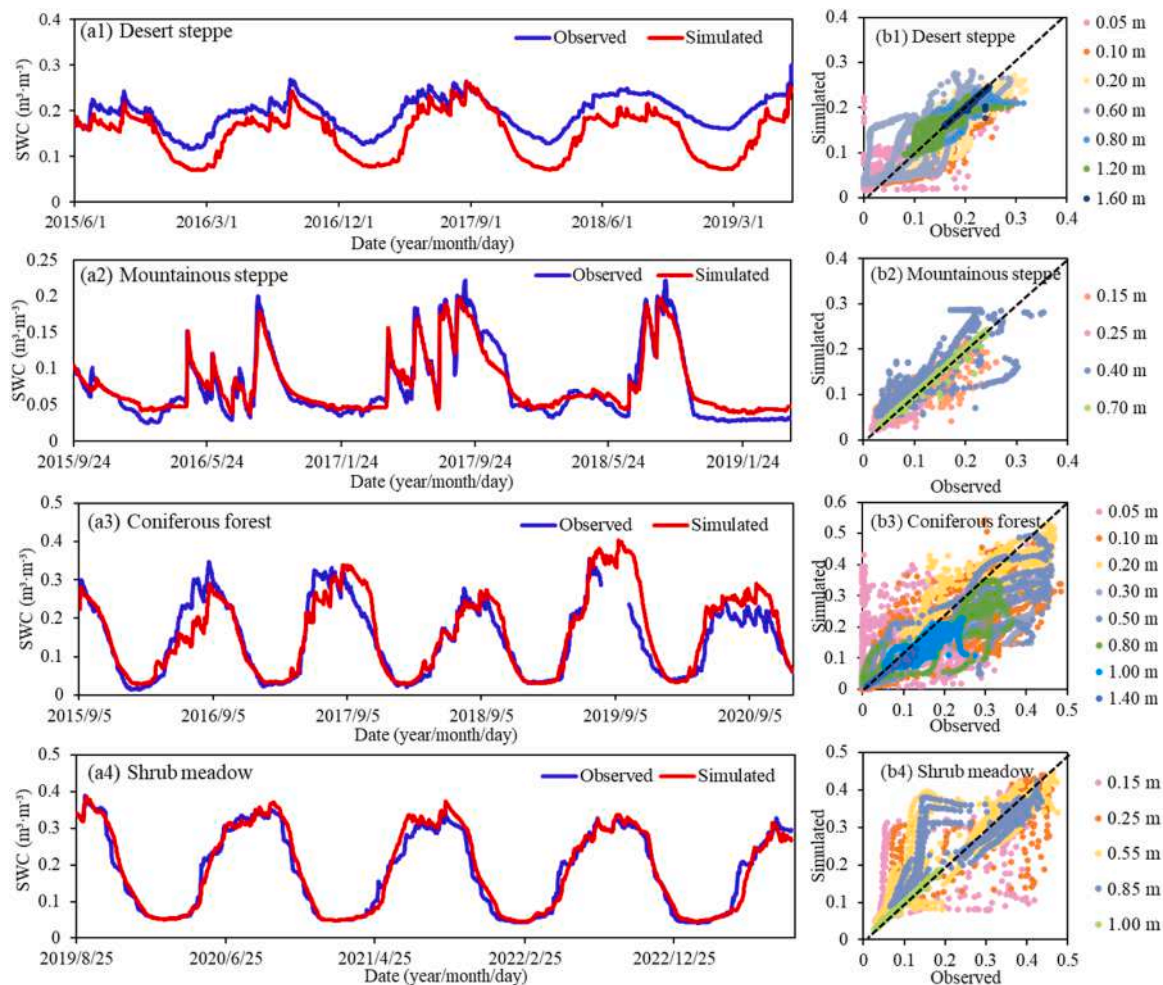 (a1) Desert steppe
Observed
Simulated
SWC (m³·m⁻³)
0.4
0.3
0.2
0.1
0
2015/6/1
2016/3/1
2016/12/1
2017/9/1
2018/6/1
2019/3/1
Date (year/month/day)
(b1) Desert steppe
Simulated
0.4
0.3
0.2
0.1
0
0
0.1
0.2
0.3
0.4
Observed
0.05 m
0.10 m
0.20 m
0.60 m
0.80 m
1.20 m
1.60 m
(a2) Mountainous steppe
Observed
Simulated
SWC (m³·m⁻³)
0.25
0.2
0.15
0.1
0.05
0
2015/9/24
2016/5/24
2017/1/24
2017/9/24
2018/5/24
2019/1/24
Date (year/month/day)
(b2) Mountainous steppe
Simulated
0.4
0.3
0.2
0.1
0
0
0.1
0.2
0.3
0.4
Observed
0.15 m
0.25 m
0.40 m
0.70 m
(a3) Coniferous forest
Observed
Simulated
SWC (m³·m⁻³)
0.5
0.4
0.3
0.2
0.1
0
2015/9/5
2016/9/5
2017/9/5
2018/9/5
2019/9/5
2020/9/5
Date (year/month/day)
(b3) Coniferous forest
Simulated
0.6
0.5
0.4
0.3
0.2
0.1
0
0
0.1
0.2
0.3
0.4
0.5
Observed
0.05 m
0.10 m
0.20 m
0.30 m
0.50 m
0.80 m
1.00 m
1.40 m
(a4) Shrub meadow
Observed
Simulated
SWC (m³·m⁻³)
0.5
0.4
0.3
0.2
0.1
0
2019/8/25
2020/6/25
2021/4/25
2022/2/25
2022/12/25
Date (year/month/day)
(b4) Shrub meadow
Simulated
0.5
0.4
0.3
0.2
0.1
0
0
0.1
0.2
0.3
0.4
0.5
Observed
0.15 m
0.25 m
0.55 m
0.85 m
1.00 m